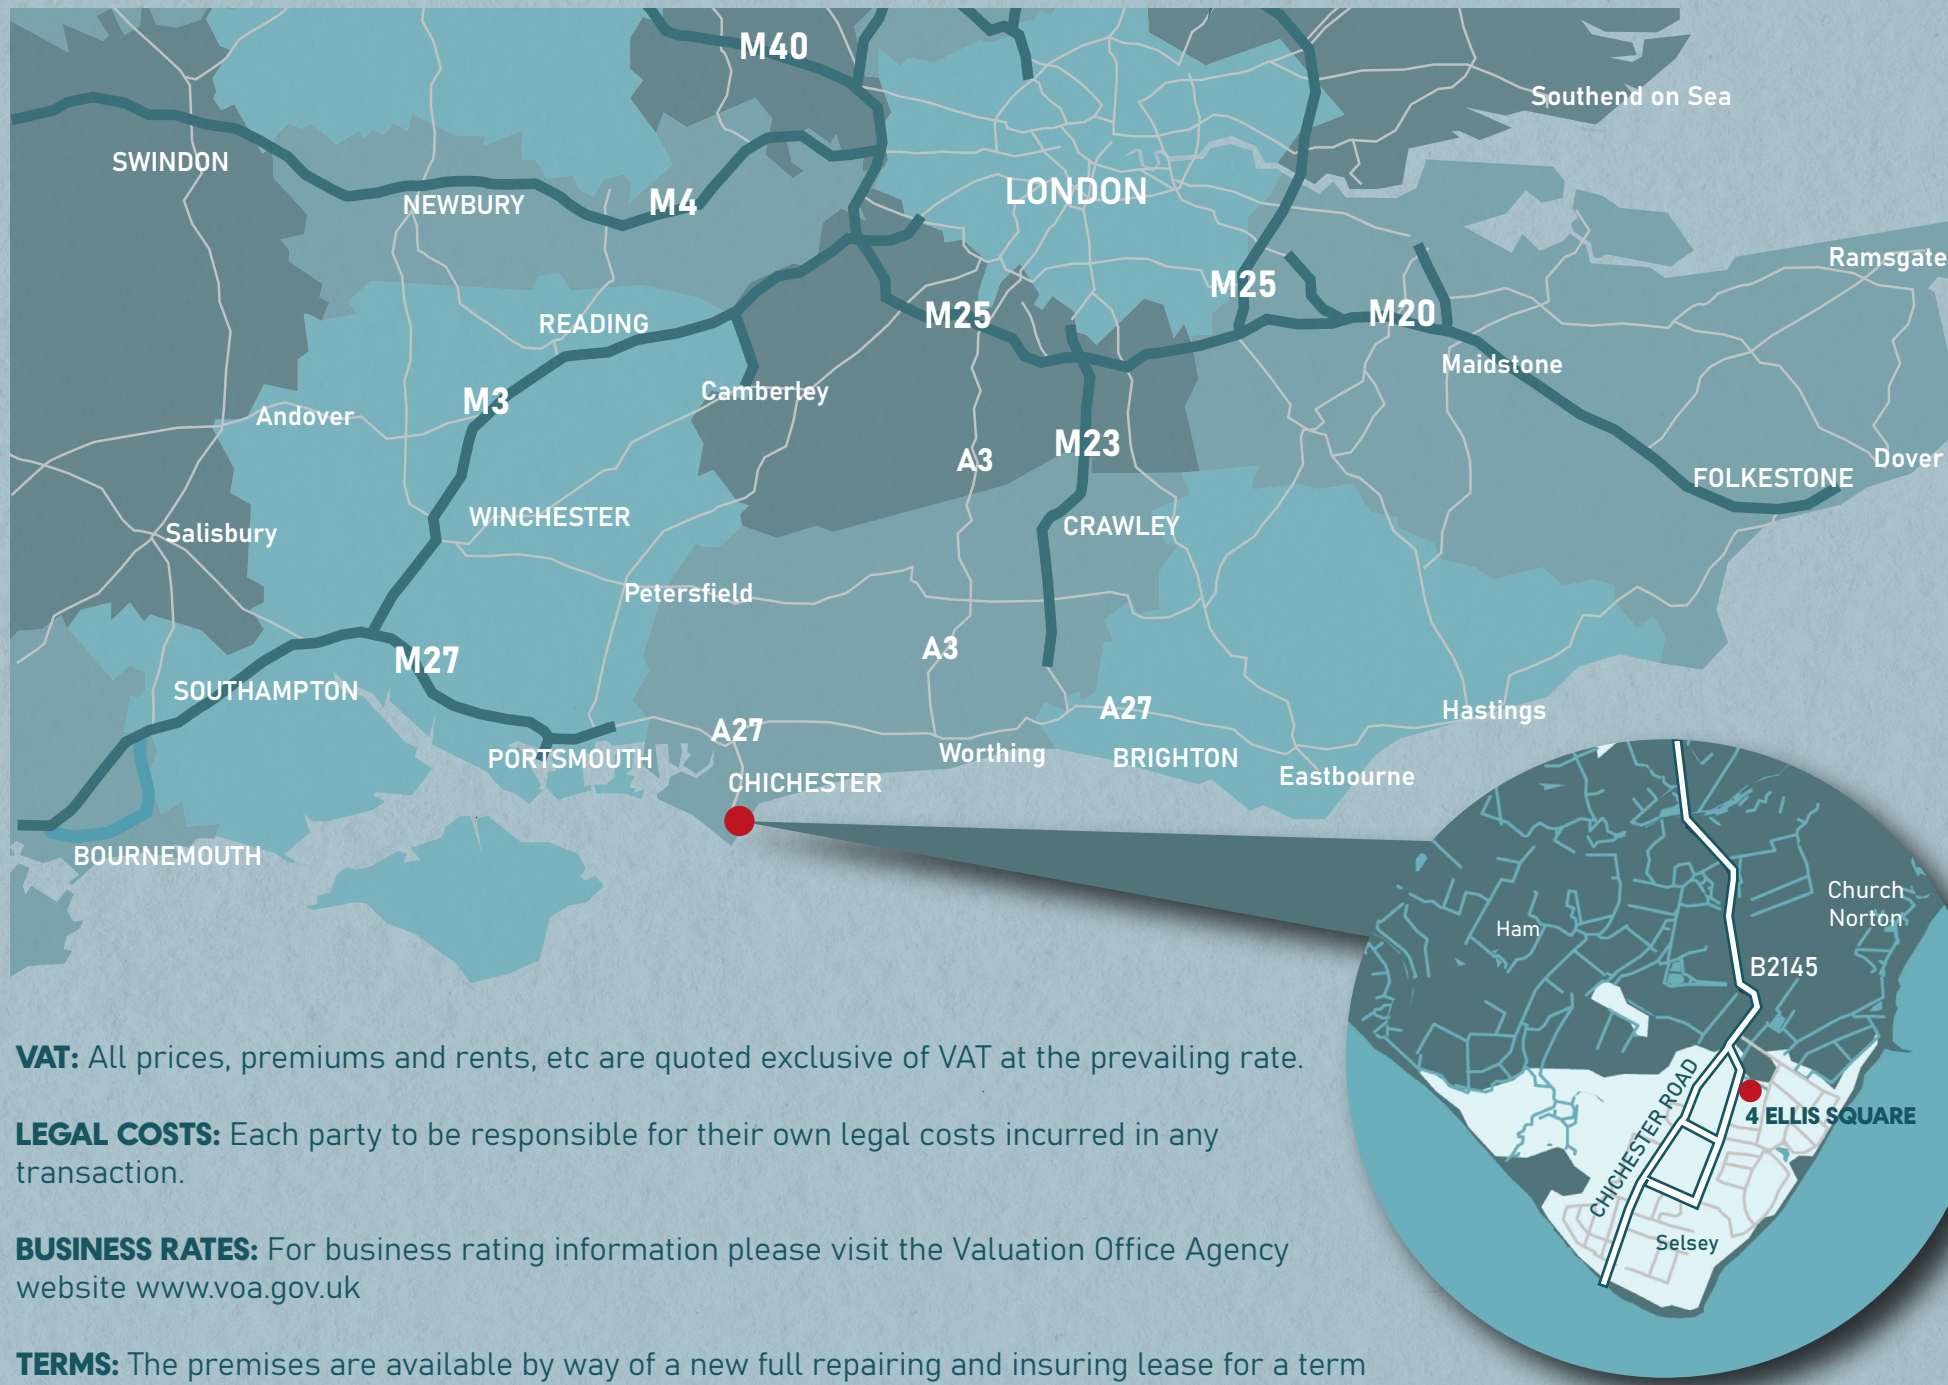 M40
Southend on Sea
SWINDON
LONDON
NEWBURY
M4
Ramsgate
M25
M25
M20
READING
Maidstone
Camberley
M3
Andover
M23
A3
Dover
FOLKESTONE
WINCHESTER
CRAWLEY
Salisbury
Petersfield
A3
M27
SOUTHAMPTON
A27
Hastings
A27
Worthing
BRIGHTON
PORTSMOUTH
Eastbourne
CHICHESTER
BOURNEMOUTH
Church
Norton
Ham
B2145
CHICHESTER ROAD
4 ELLIS SQUARE
Selsey
VAT: All prices, premiums and rents, etc are quoted exclusive of VAT at the prevailing rate.
LEGAL COSTS: Each party to be responsible for their own legal costs incurred in any
transaction.
BUSINESS RATES: For business rating information please visit the Valuation Office Agency
website www.voa.gov.uk
TERMS: The premises are available by way of a new full repairing and insuring lease for a term